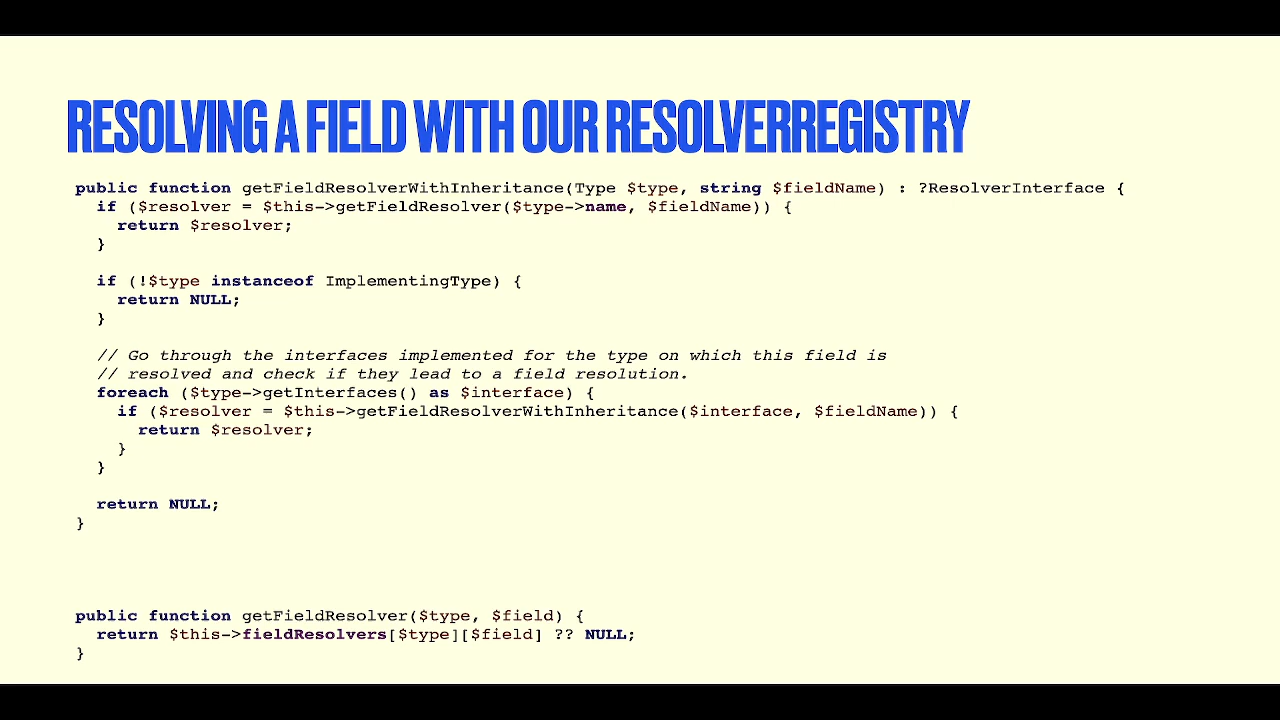 RESOLVING A FIELD WITH OUR RESOLVERREGISTRY
public function getFieldResolverWithInheritance(Type $type, string $fieldName) : ?ResolverInterface {
  if ($resolver = $this->getFieldResolver($type->name, $fieldName)) {
    return $resolver;
  }

  if (!$type instanceof ImplementingType) {
    return NULL;
  }

  // Go through the interfaces implemented for the type on which this field is
  // resolved and check if they lead to a field resolution.
  foreach ($type->getInterfaces() as $interface) {
    if ($resolver = $this->getFieldResolverWithInheritance($interface, $fieldName)) {
      return $resolver;
    }
  }

  return NULL;
}

public function getFieldResolver($type, $field) {
  return $this->fieldResolvers[$type][$field] ?? NULL;
}